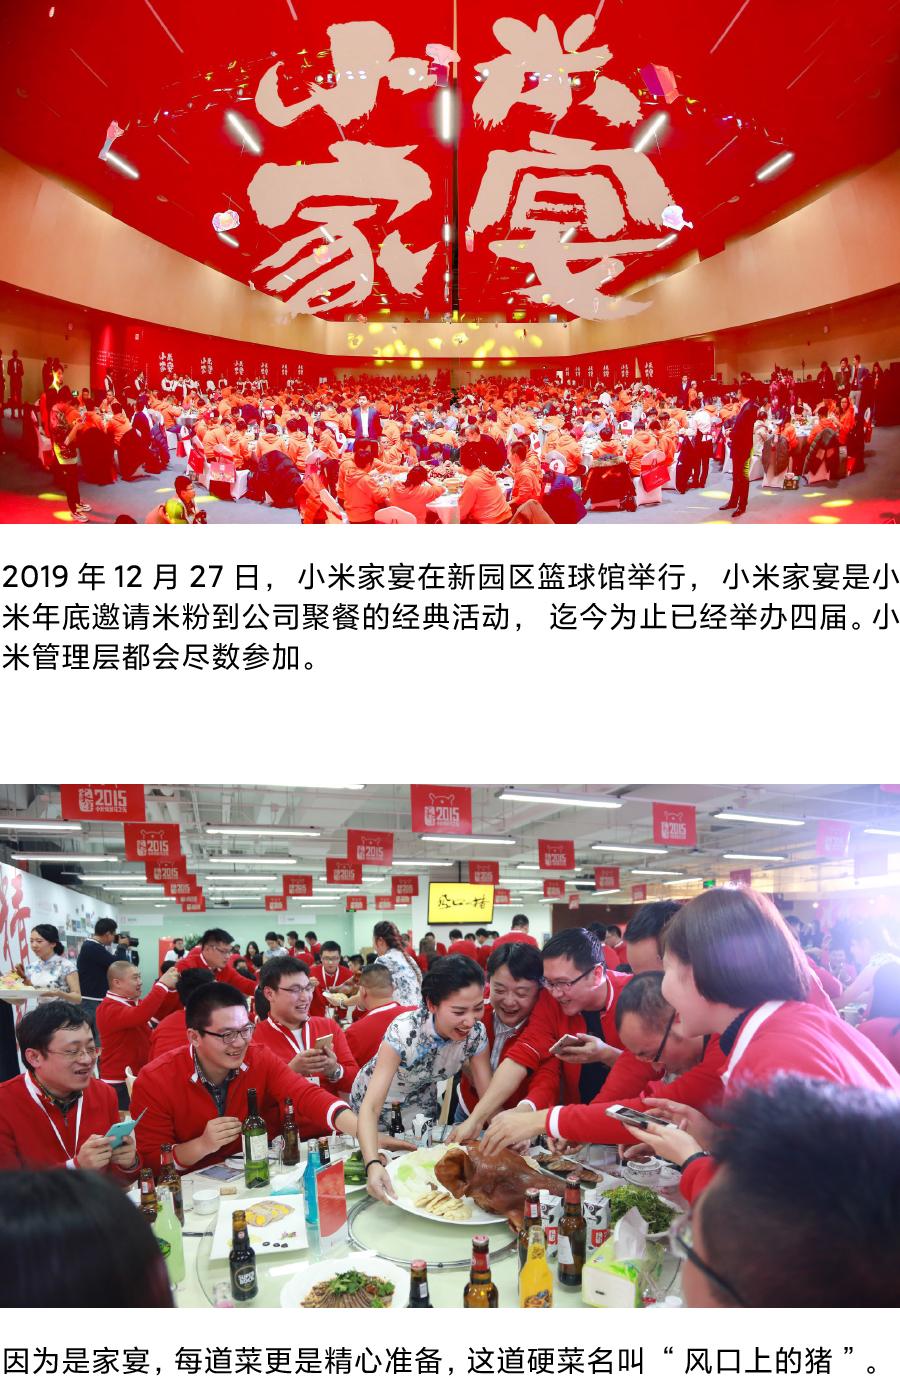 小米
家宴
2019 年 12 月 27 日， 小米家宴在新园区篮球馆举行， 小米家宴是小
米年底邀请米粉到公司聚餐的经典活动， 迄今为止已经举办四届。小
米管理层都会尽数参加。
2015
2015
2015
2015
2015
因为是家宴，每道菜更是精心准备，这道硬菜名叫 “ 风口上的猪 ” 。